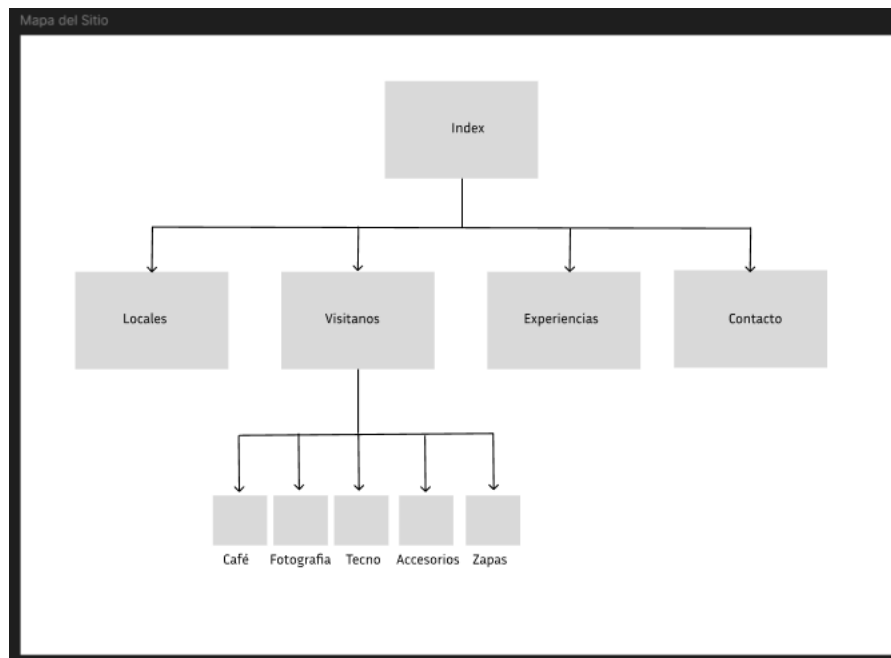 Mapa del Sitio
Index
Locales
Visitanos
Experiencias
Contacto
Café
Fotografia
Tecno
Accesorios
Zapas